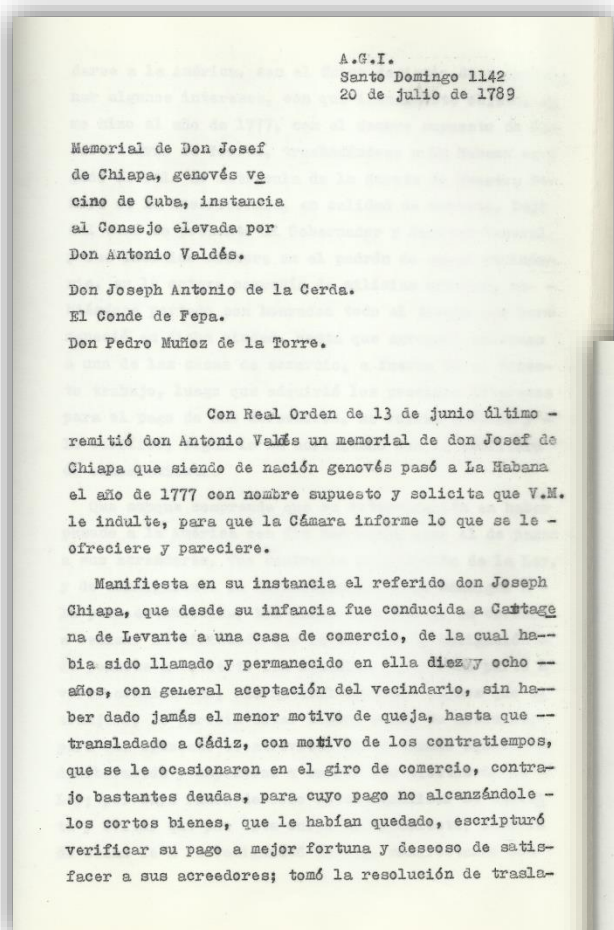 A.G.I.
Santo Domingo 1142
20 de julio de 1789
Memorial de Don Josef
de Chiapa, genovés ve
cino de Cuba, instancia
al Consejo elevada por
Don Antonio Valdés.
Don Joseph Antonio de la Cerda.
El Conde de Fepa.
Don Pedro Muñoz de la Torre.
Con Real Orden de 13 de junio último -
remitió don Antonio Valdés un memorial de don Josef de
Chiapa que siendo de nación genovés pasó a La Habana
el año de 1777 con nombre supuesto y solicita que V.M.
le indulte, para que la Cámara informe lo que se le -
ofreciere y pareciere.
Manifiesta en su instancia el referido don Joseph
Chiapa, que desde su infancia fue conducida a Cartage
na de Levante a una casa de comercio, de la cual ha--
bia sido llamado y permanecido en ella diez y ocho --
años, con general aceptación del vecindario, sin ha--
ber dado jamás el menor motivo de queja, hasta que --
transladado a Cádiz, con motivo de los contratiempos,
que se le ocasionaron en el giro de comercio, contra-
jo bastantes deudas, para cuyo pago no alcanzándole -
los cortos bienes, que le habían quedado, escripturó
verificar su pago a mejor fortuna y deseoso de satis-
facer a sus acreedores; tomó la resolución de trasla-